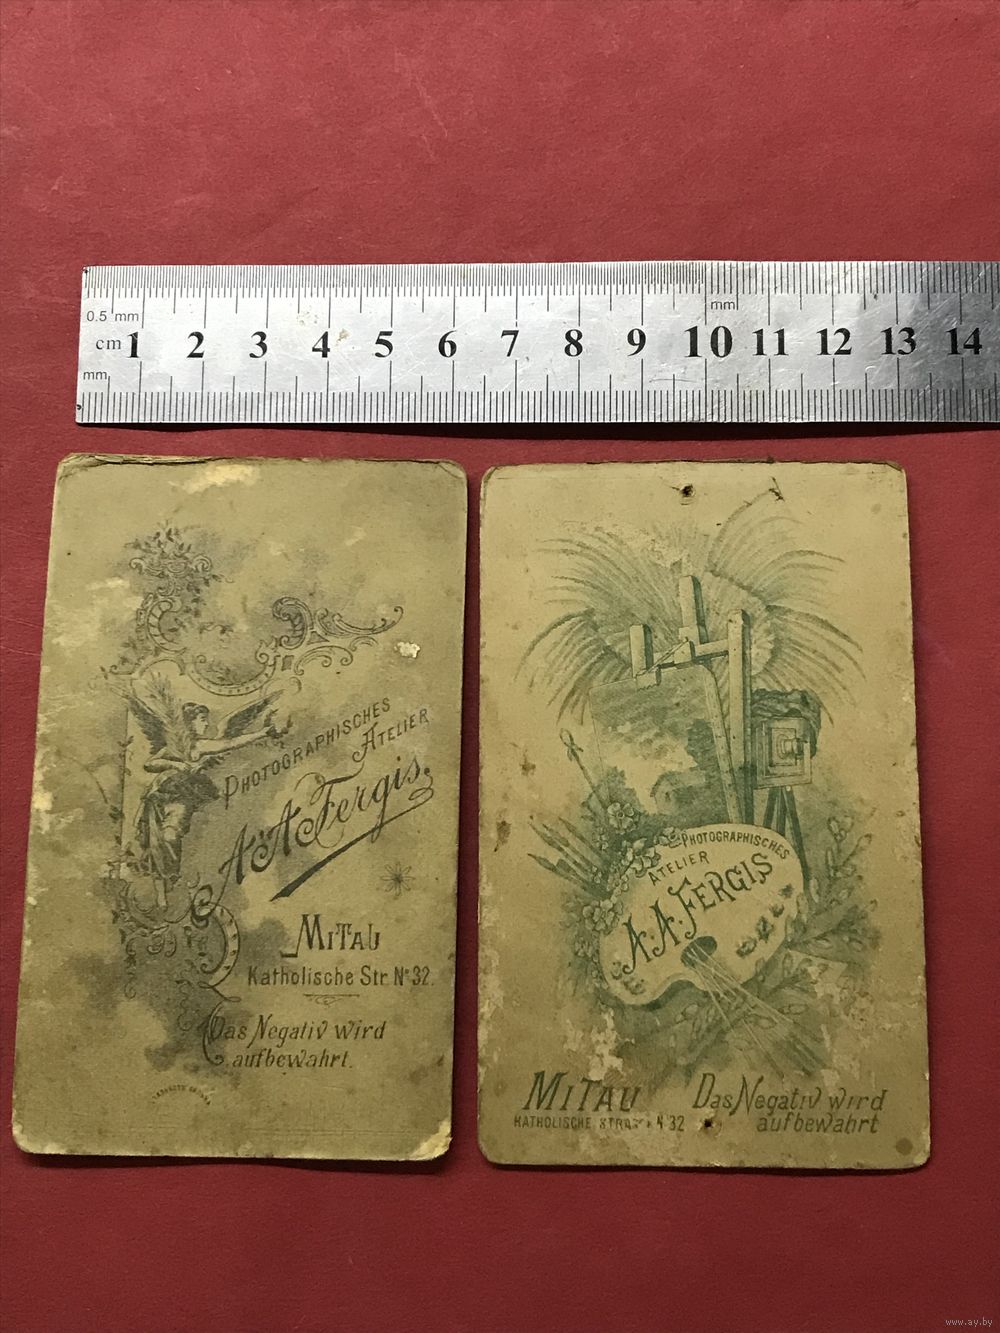 0.5 mm
mm
cm 1 2 3 4 5 6 7 8 9 10 11 12 13 14
mm
PHOTOGRAPHISCHES
ATELIER
A. A. Fergis.
MITAU
Katholische Str. No 32.
Das Negativ wird
aufbewahrt.
PHOTOGRAPHISCHES
ATELIER
A. A. FERGIS
MITAU
KATHOLISCHE N 32
Das Negativ wird
aufbewahrt
www.ay.by